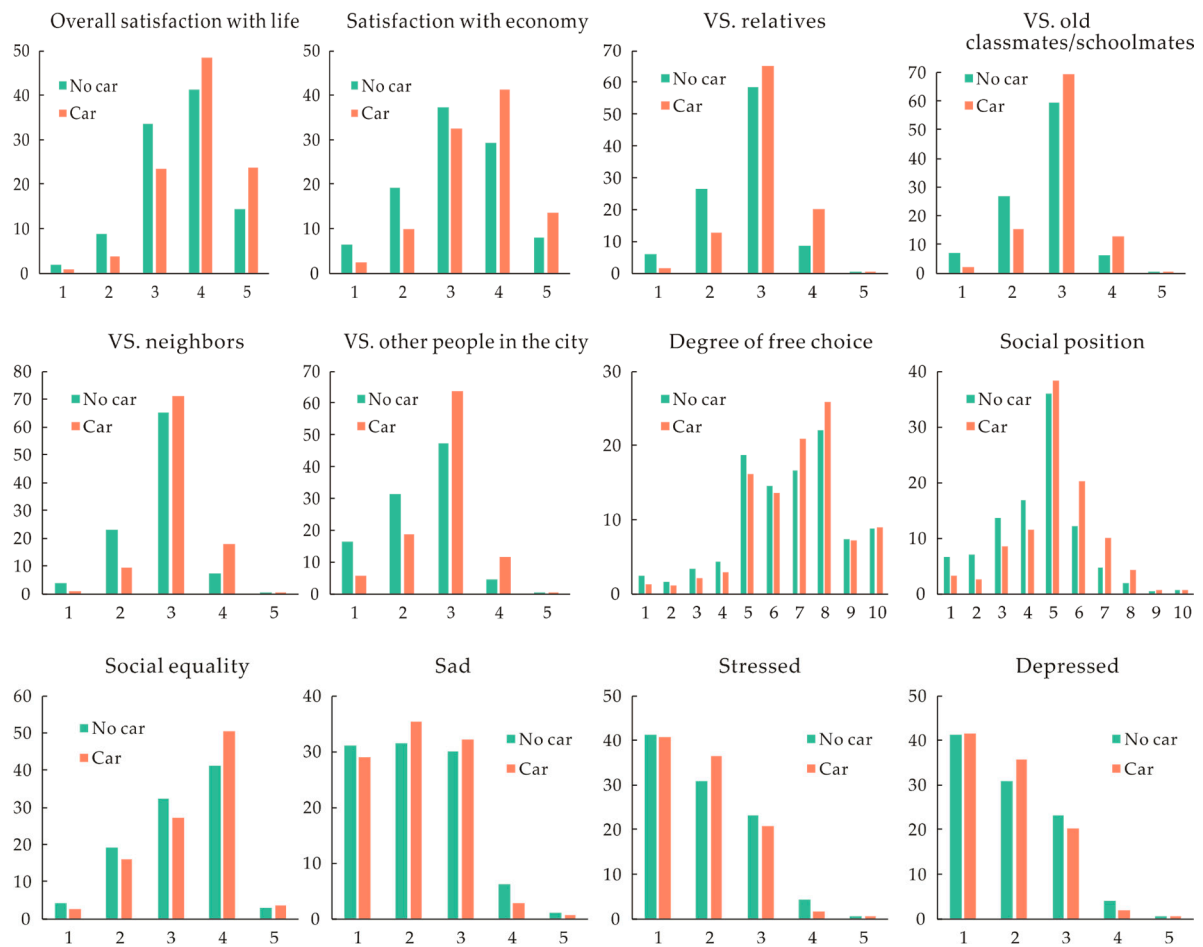 Overall satisfaction with life
50
40
30
20
10
0
No car
Car
1 2 3 4 5
Satisfaction with economy
50
40
30
20
10
0
No car
Car
1 2 3 4 5
VS. relatives
70
60
50
40
30
20
10
0
No car
Car
1 2 3 4 5
VS. old
classmates/schoolmates
70
60
50
40
30
20
10
0
No car
Car
1 2 3 4 5
VS. neighbors
80
70
60
50
40
30
20
10
0
No car
Car
1 2 3 4 5
VS. other people in the city
70
60
50
40
30
20
10
0
No car
Car
1 2 3 4 5
Degree of free choice
30
20
10
0
No car
Car
1 2 3 4 5 6 7 8 9 10
Social position
40
30
20
10
0
No car
Car
1 2 3 4 5 6 7 8 9 10
Social equality
60
50
40
30
20
10
0
No car
Car
1 2 3 4 5
Sad
40
30
20
10
0
No car
Car
1 2 3 4 5
Stressed
50
40
30
20
10
0
No car
Car
1 2 3 4 5
Depressed
50
40
30
20
10
0
No car
Car
1 2 3 4 5